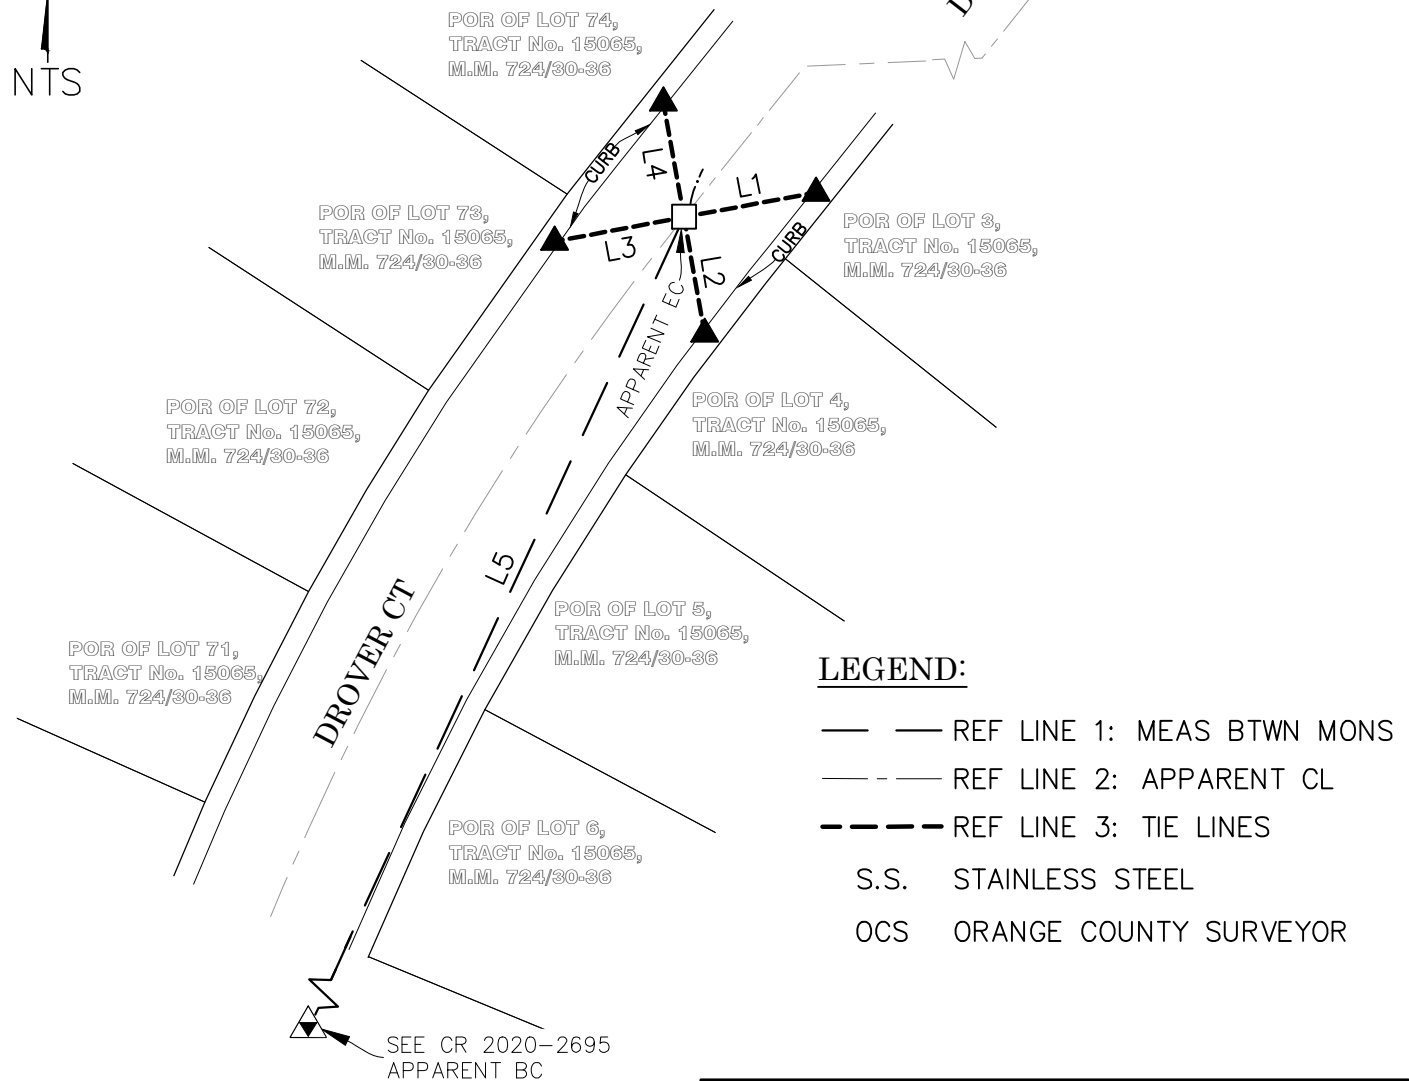 NTS
POR OF LOT 74,
TRACT No. 15065,
M.M. 724/30-36
D
CURB
L4
L1
POR OF LOT 73,
TRACT No. 15065,
M.M. 724/30-36
L3
L2
CURB
POR OF LOT 3,
TRACT No. 15065,
M.M. 724/30-36
APPARENT EC
POR OF LOT 72,
TRACT No. 15065,
M.M. 724/30-36
POR OF LOT 4,
TRACT No. 15065,
M.M. 724/30-36
L5
DROVER CT
POR OF LOT 71,
TRACT No. 15065,
M.M. 724/30-36
POR OF LOT 5,
TRACT No. 15065,
M.M. 724/30-36
LEGEND:
REF LINE 1: MEAS BTWN MONS
REF LINE 2: APPARENT CL
REF LINE 3: TIE LINES
S.S. STAINLESS STEEL
OCS ORANGE COUNTY SURVEYOR
POR OF LOT 6,
TRACT No. 15065,
M.M. 724/30-36
SEE CR 2020-2695
APPARENT BC